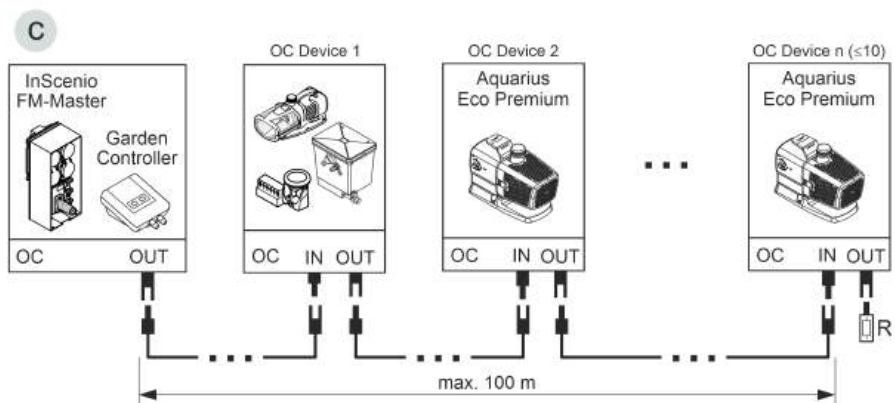 C
InScenio
FM-Master
Garden
Controller
OC OUT
OC Device 1
OC IN OUT
OC Device 2
Aquarius
Eco Premium
OC IN OUT
OC Device n (≤10)
Aquarius
Eco Premium
OC IN OUT
R
max. 100 m